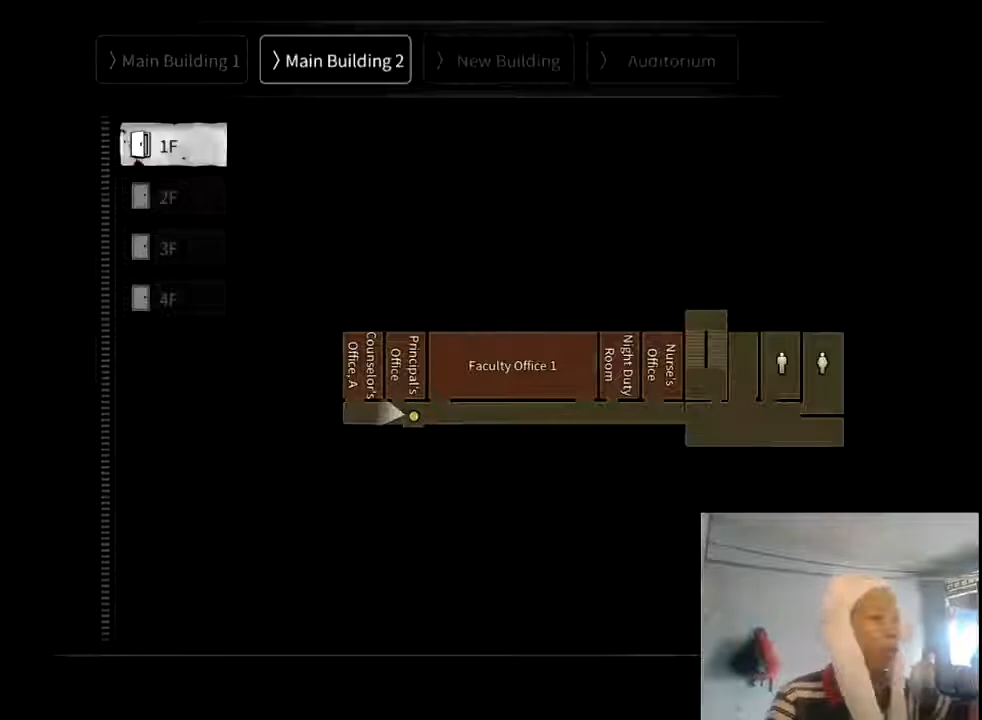 〉Main Building 1
〉Main Building 2
〉New Building
〉Auditorium
1F
2F
3F
4F
Counselor's
Office, A
Principal's
Office
Faculty Office 1
Night Duty
Room
Nurse's
Office